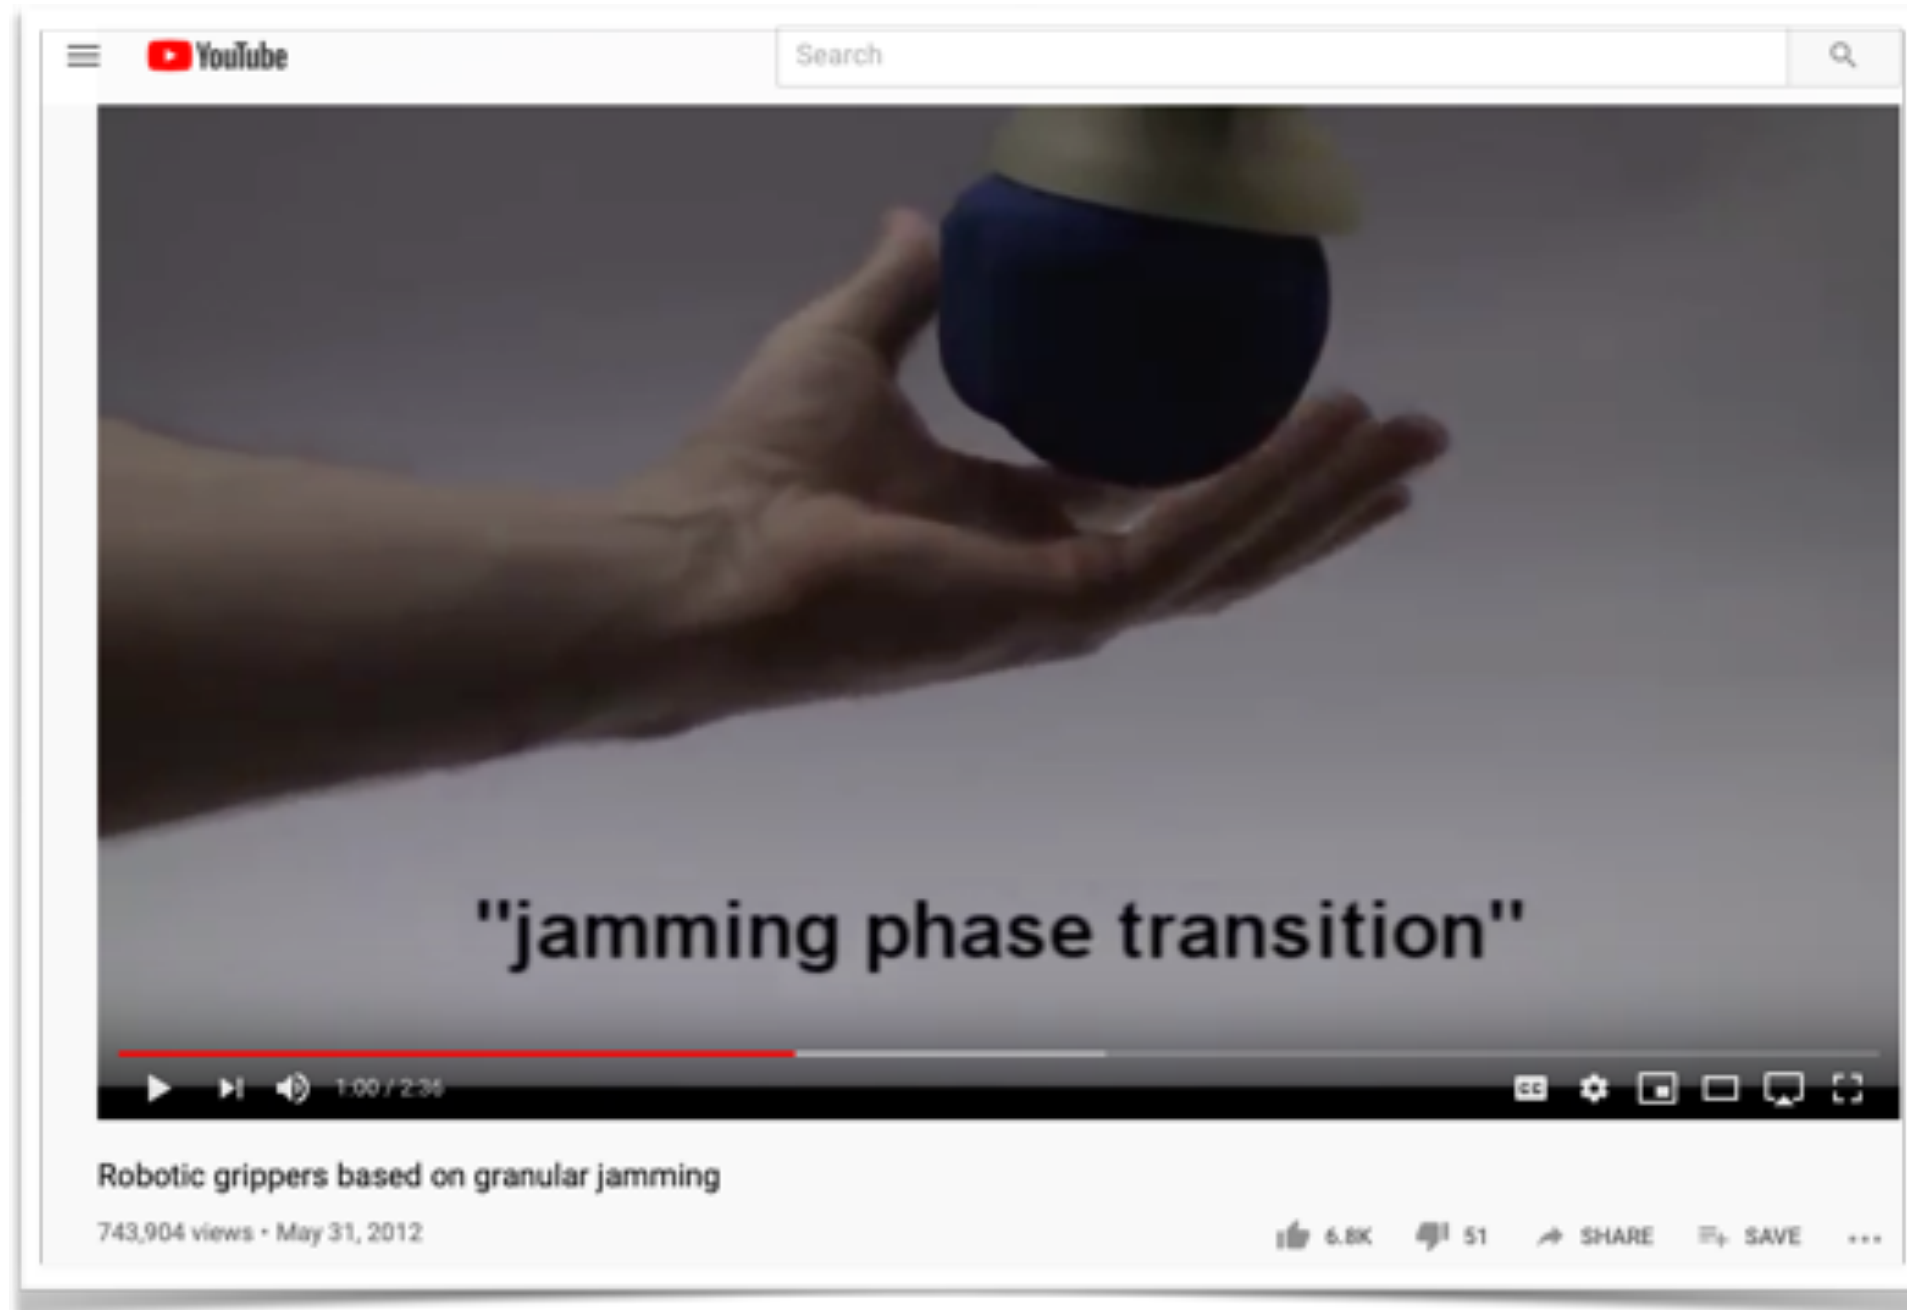 YouTube
Search
"jamming phase transition"
1:00 / 2:36
CC
Robotic grippers based on granular jamming
743,904 views • May 31, 2012
6.8K 51 SHARE SAVE